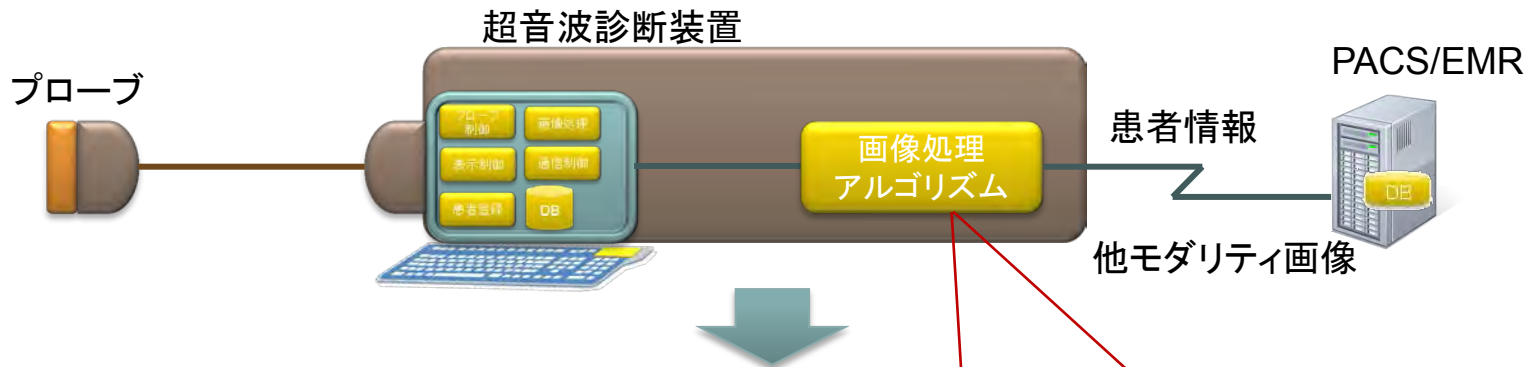 超音波診断装置
PACS/EMR
プローブ
プローブ
制御
画像処理
表示制御
通信制御
患者登録
DB
画像処理
アルゴリズム
患者情報
DB
他モダリティ画像